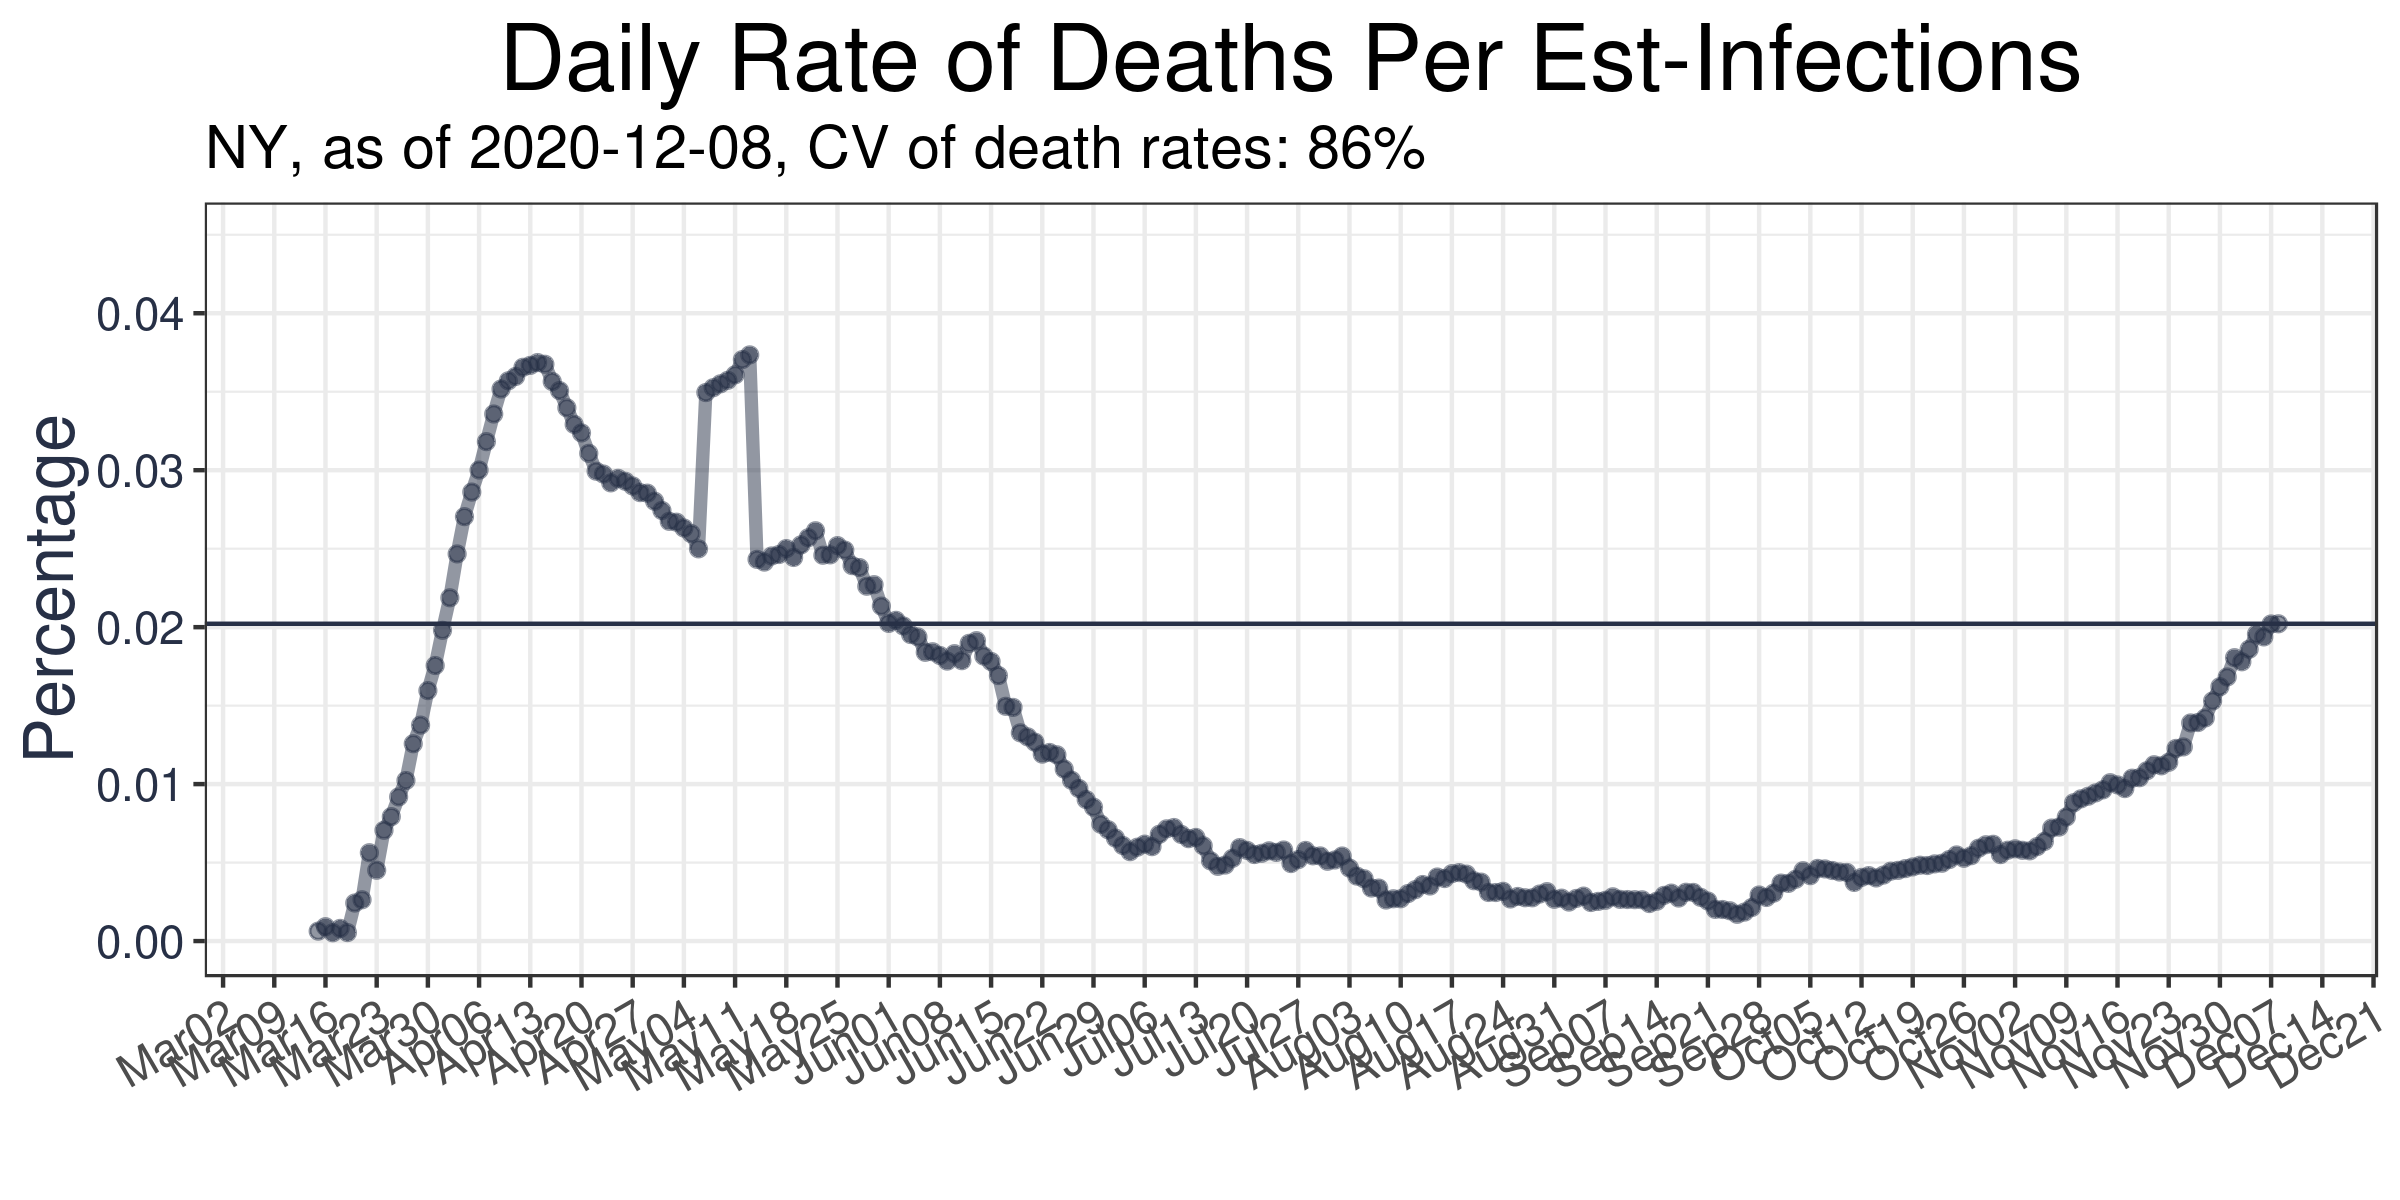 Daily Rate of Deaths Per Est-Infections
NY, as of 2020-12-08, CV of death rates: 86%
Percentage
0.04
0.03
0.02
0.01
0.00
Mar02
Mar09
Mar16
Mar23
Mar30
Apr06
Apr13
Apr20
Apr27
May04
May11
May18
May25
Jun01
Jun08
Jun15
Jun22
Jun29
Jul06
Jul13
Jul20
Jul27
Aug03
Aug10
Aug17
Aug24
Aug31
Sep07
Sep14
Sep21
Sep28
Oct05
Oct12
Oct19
Oct26
Nov02
Nov09
Nov16
Nov23
Nov30
Dec07
Dec14
Dec21